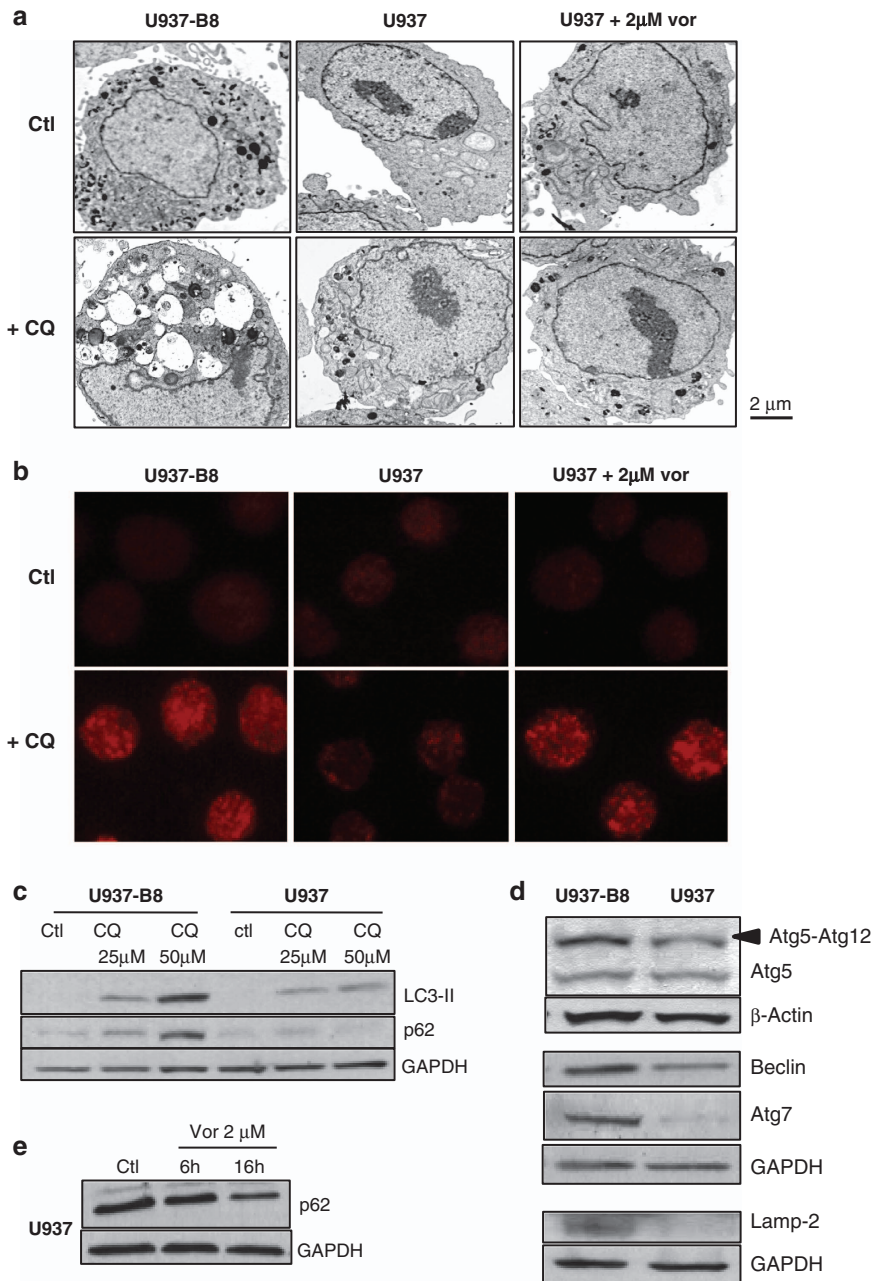 a
U937-B8 U937 U937 + 2μM vor
Ctl
+ CQ
2 μm
b
U937-B8 U937 U937 + 2μM vor
Ctl
+ CQ
c
U937-B8 U937
Ctl CQ CQ ctl CQ CQ
25μM 50μM 25μM 50μM
LC3-II
p62
GAPDH
d
U937-B8 U937
Atg5-Atg12
Atg5
β-Actin
Beclin
Atg7
GAPDH
Lamp-2
GAPDH
e
Vor 2 μM
Ctl 6h 16h
U937
p62
GAPDH